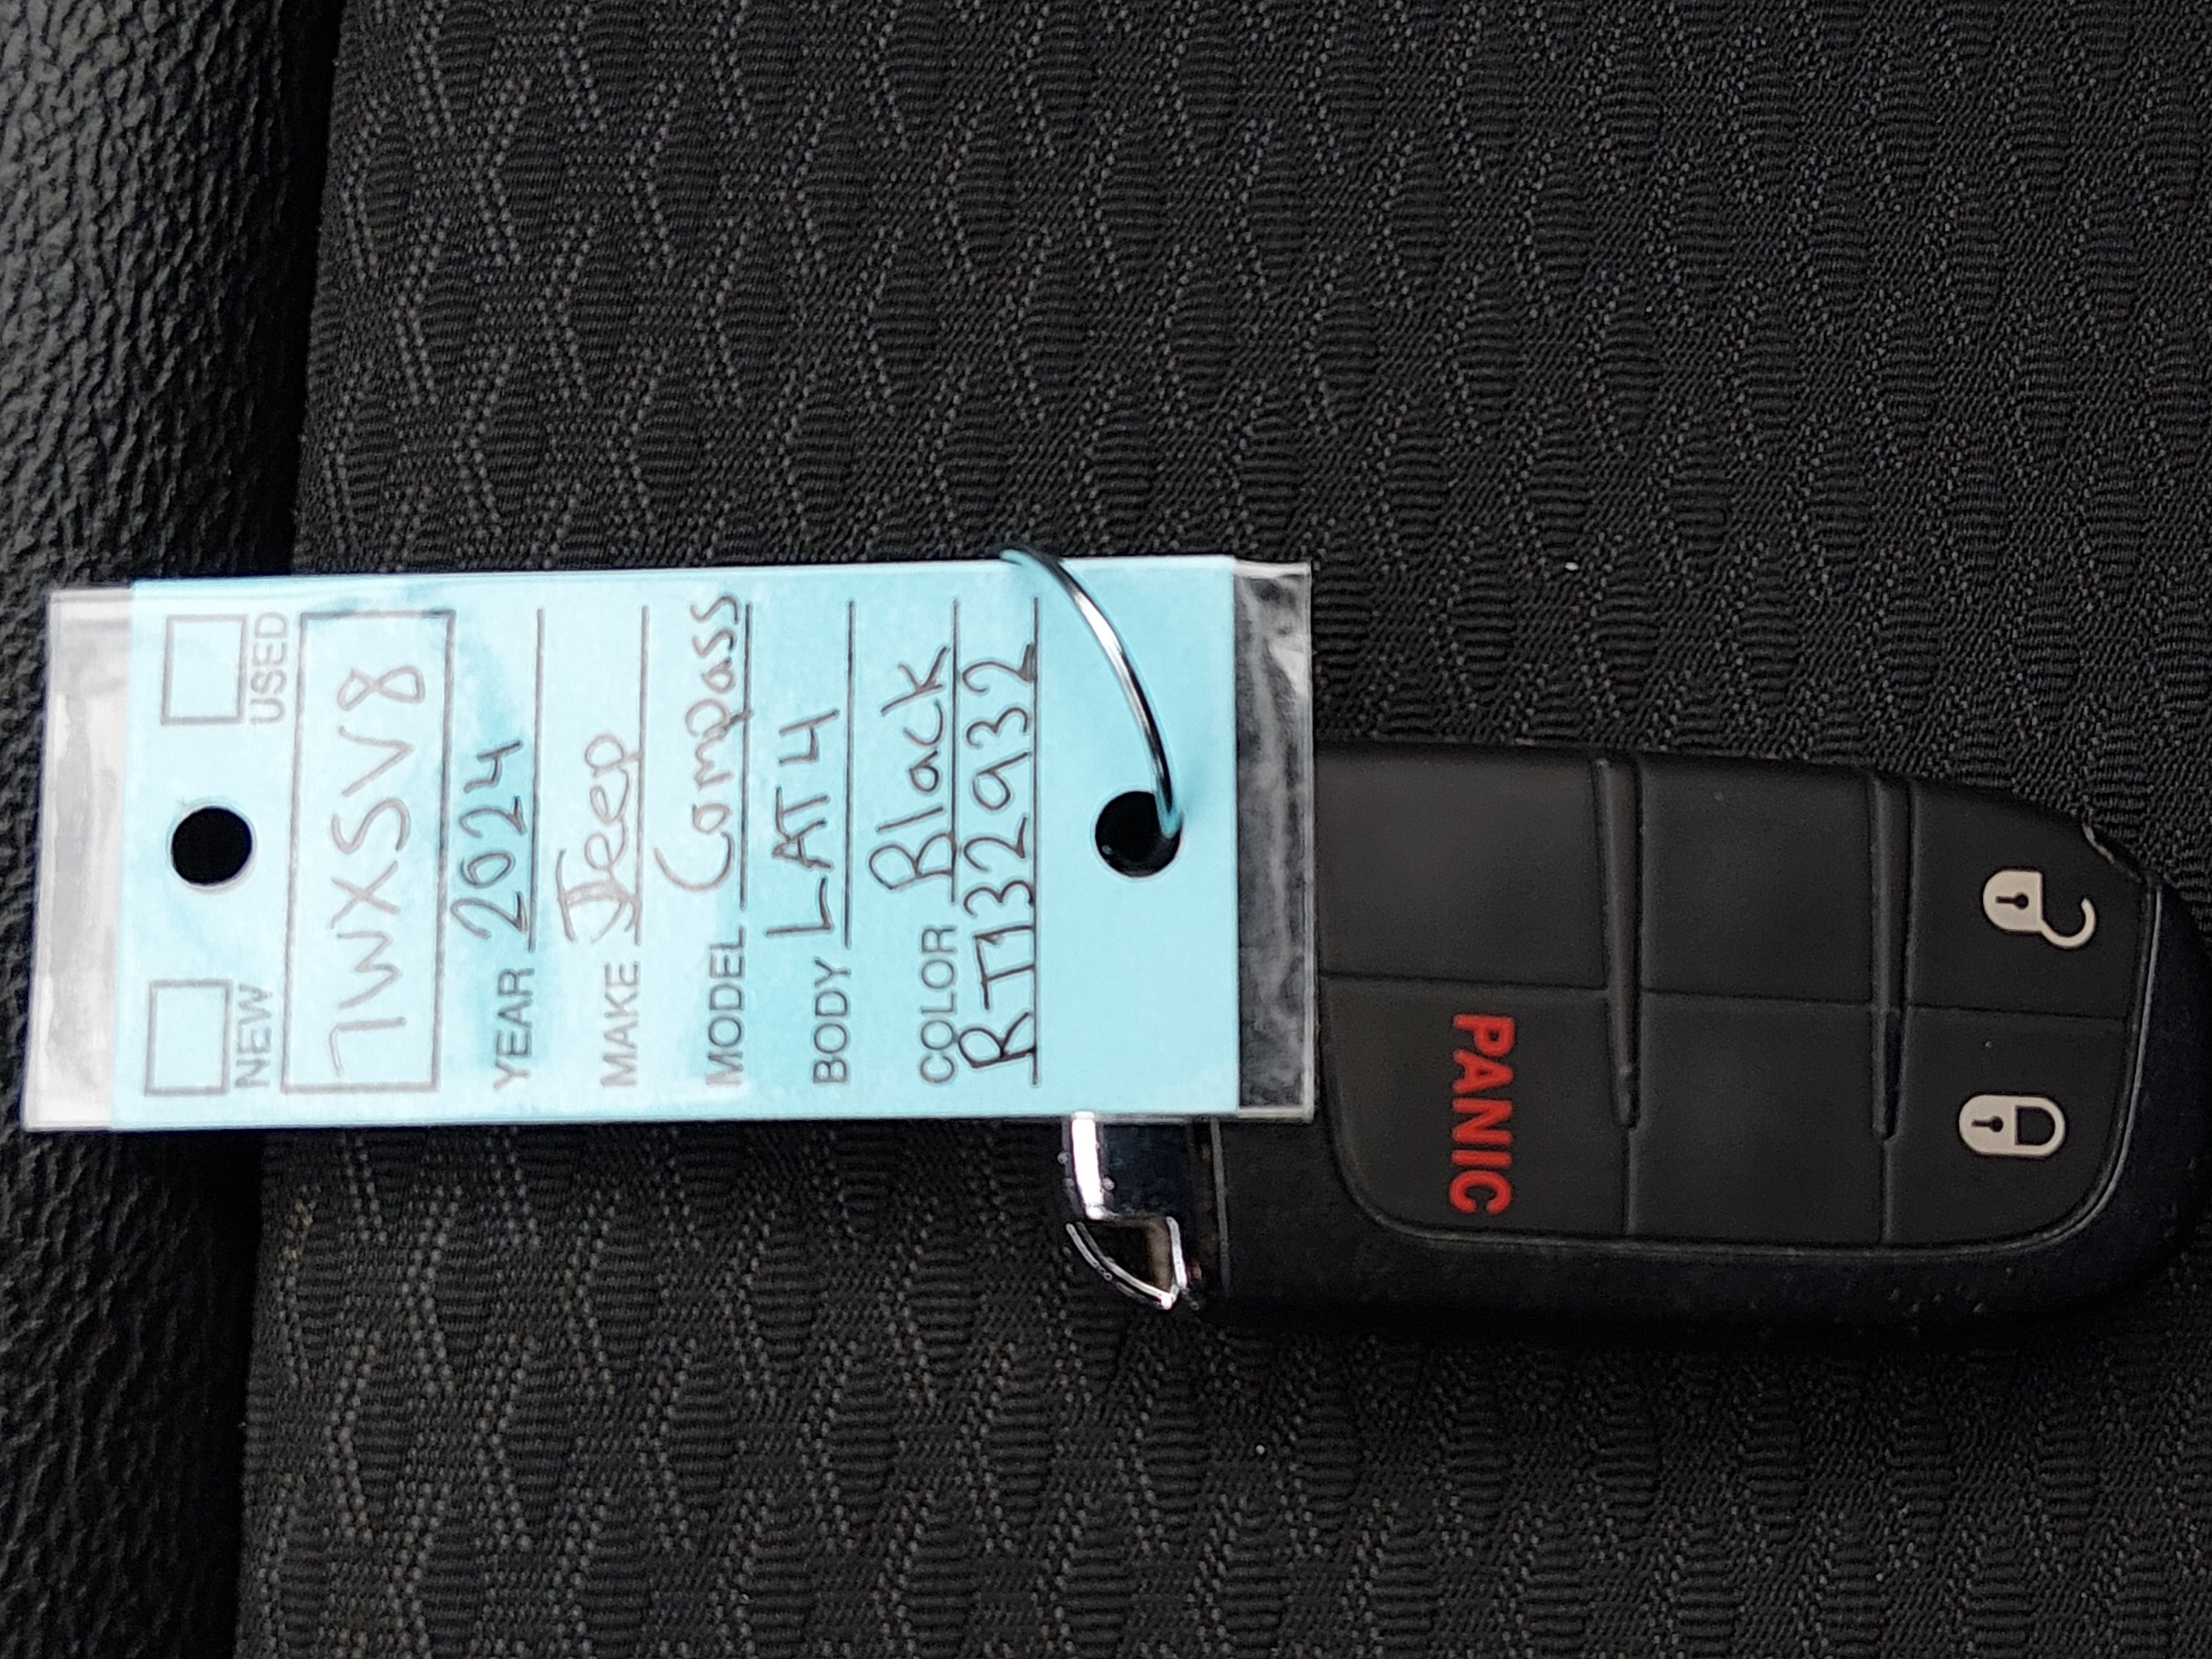 NEW USED
7WXSV8
YEAR 2024
MAKE Jeep
MODEL Compass
BODY LAT4
COLOR Black
RT132932
PANIC